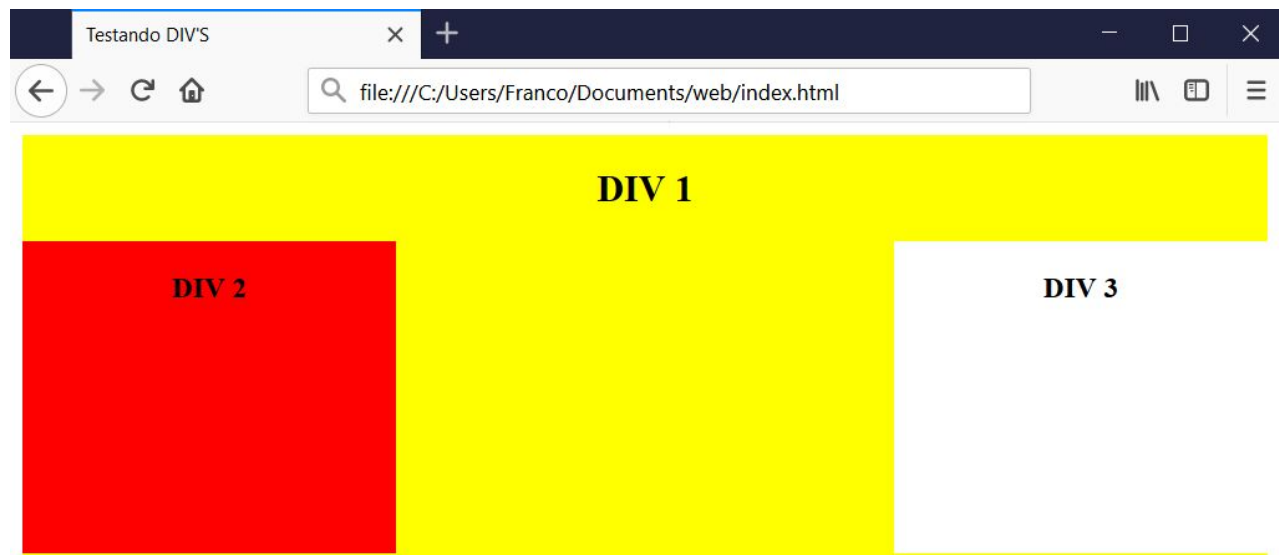 Testando DIV'S
file:///C:/Users/Franco/Documents/web/index.html
DIV 1
DIV 2
DIV 3